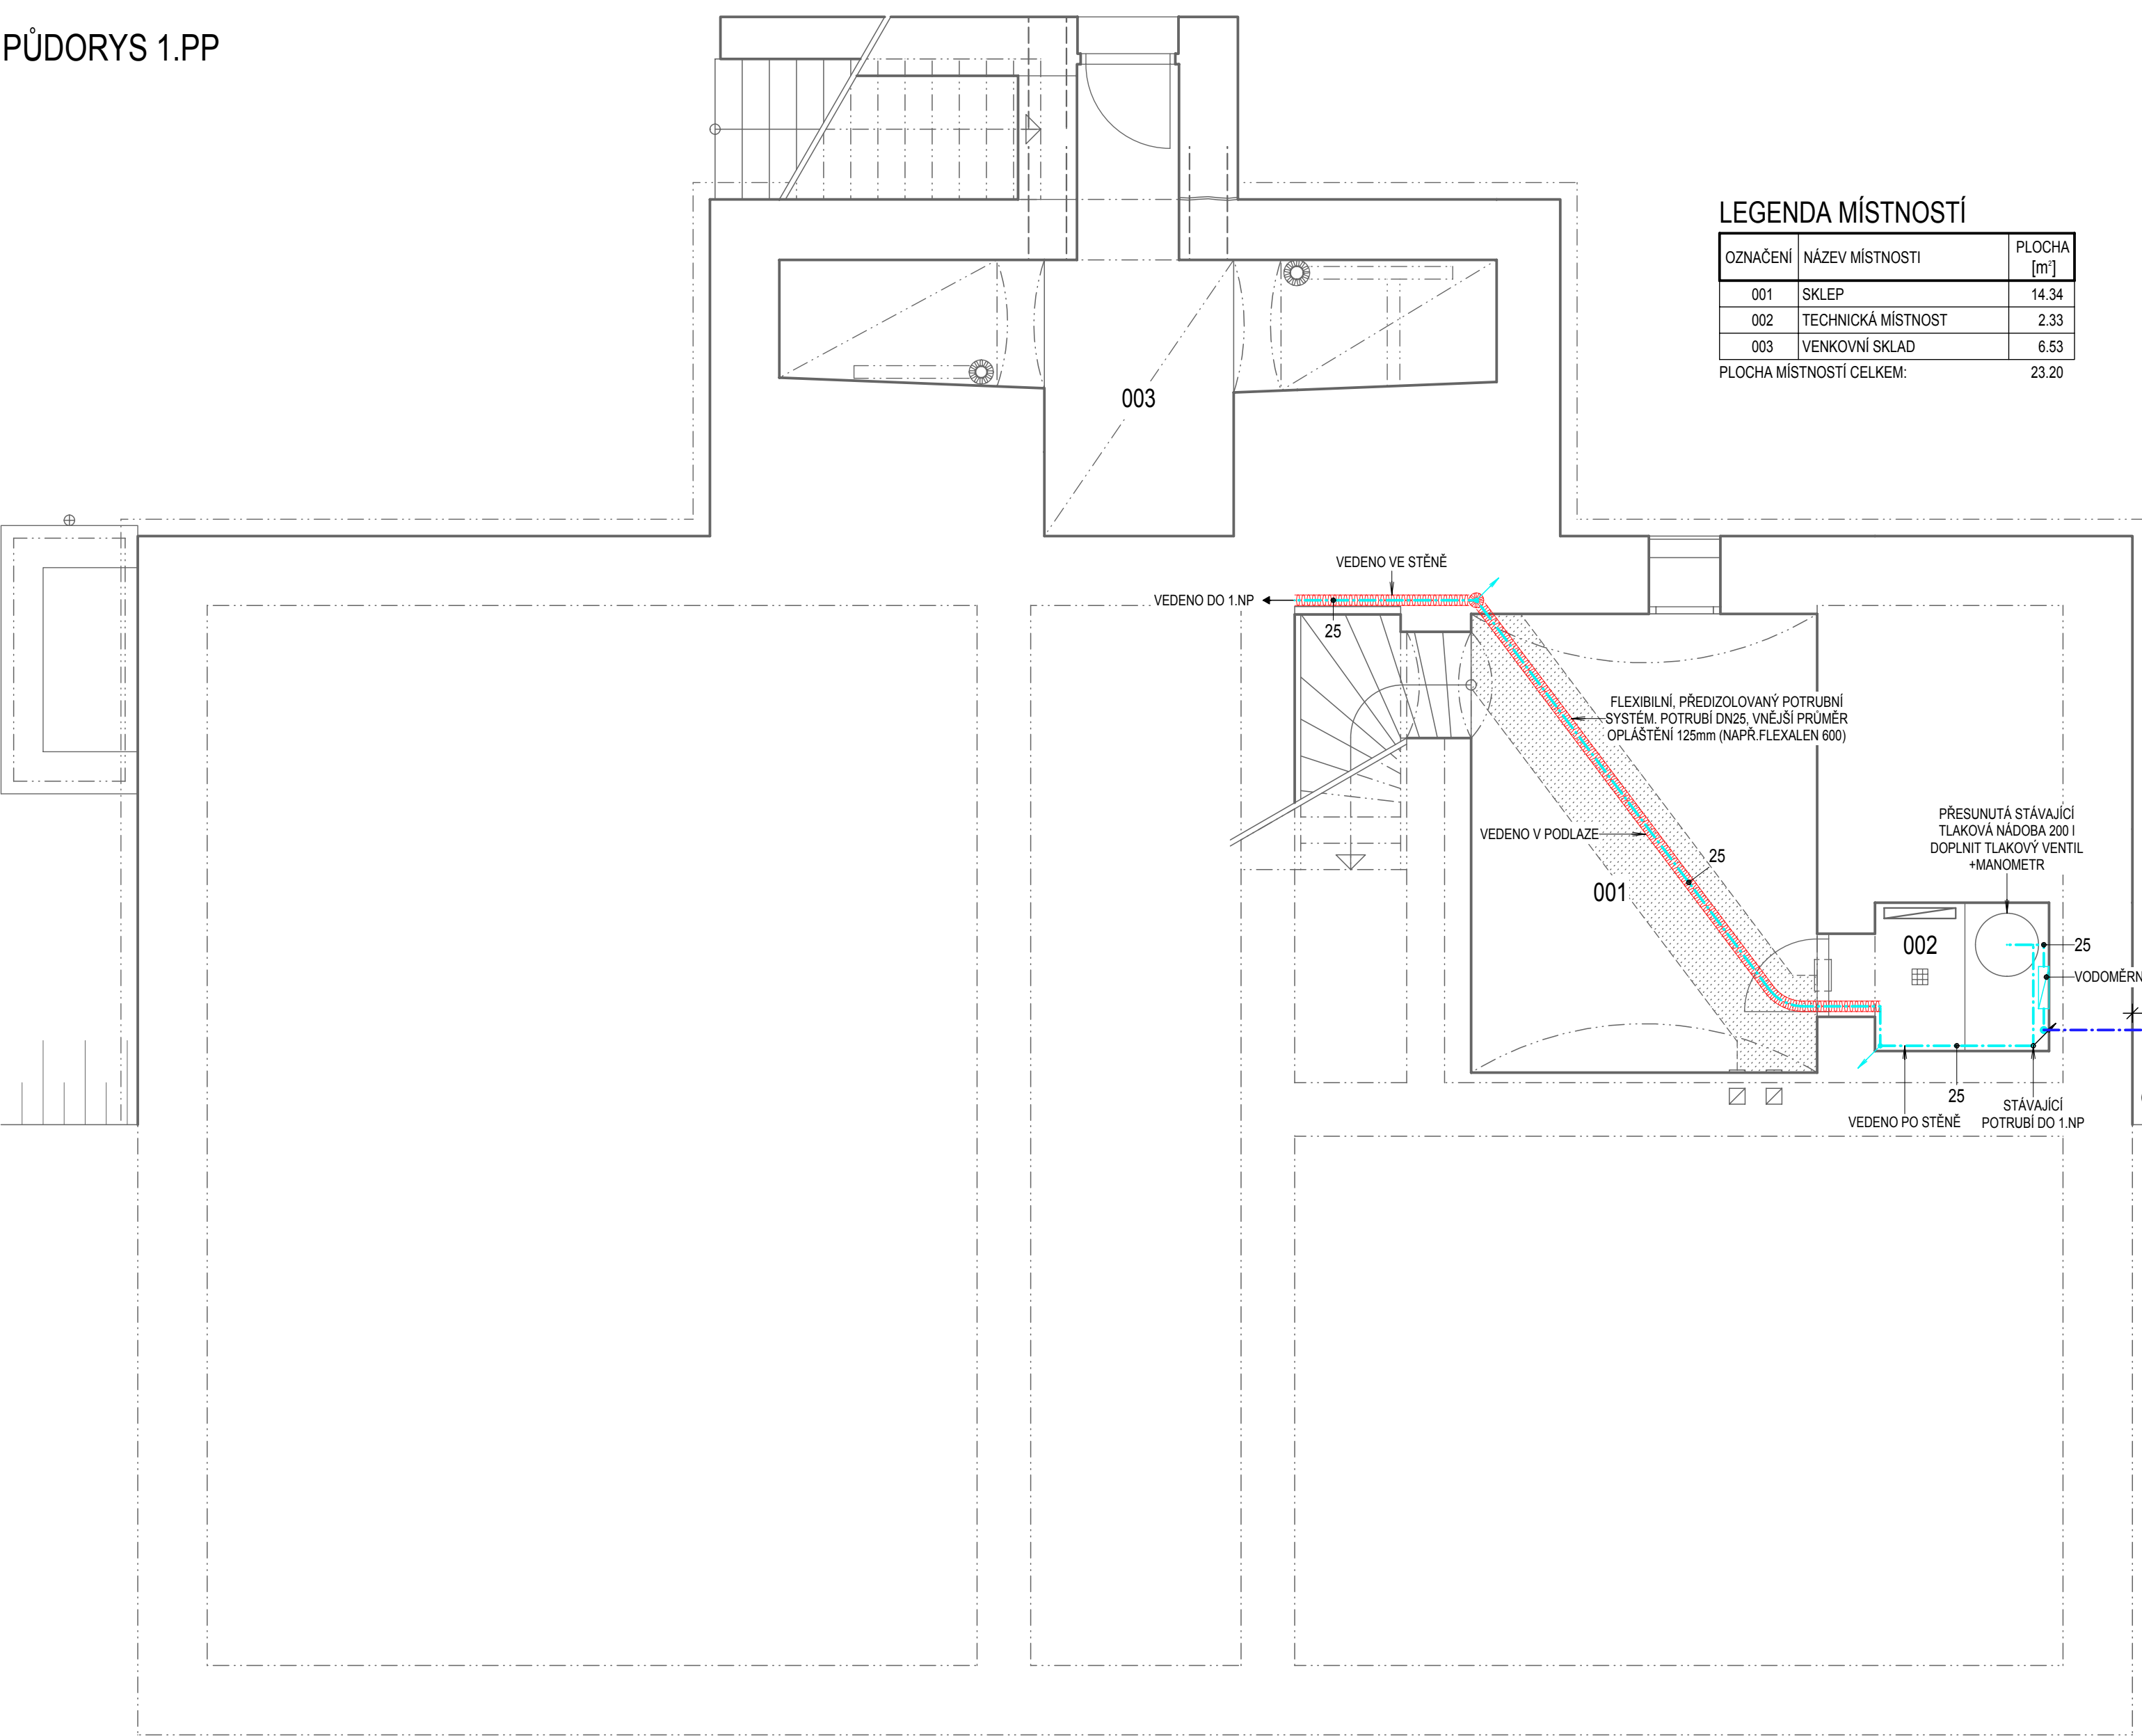 PŮDORYS 1.PP
LEGENDA MÍSTNOSTÍ
OZNAČENÍ NÁZEV MÍSTNOSTI PLOCHA [m²]
001 SKLEP 14.34
002 TECHNICKÁ MÍSTNOST 2.33
003 VENKOVNÍ SKLAD 6.53
PLOCHA MÍSTNOSTÍ CELKEM: 23.20
003
VEDENO VE STĚNĚ
VEDENO DO 1.NP
25
FLEXIBILNÍ, PŘEDIZOLOVANÝ POTRUBNÍ
SYSTÉM. POTRUBÍ DN25, VNĚJŠÍ PRŮMĚR
OPLÁŠTĚNÍ 125mm (NAPŘ.FLEXALEN 600)
VEDENO V PODLAZE
25
001
PŘESUNUTÁ STÁVAJÍCÍ
TLAKOVÁ NÁDOBA 200 l
DOPLNIT TLAKOVÝ VENTIL
+MANOMETR
002
25
VODOMĚRN
25
VEDENO PO STĚNĚ
STÁVAJÍCÍ
POTRUBÍ DO 1.NP